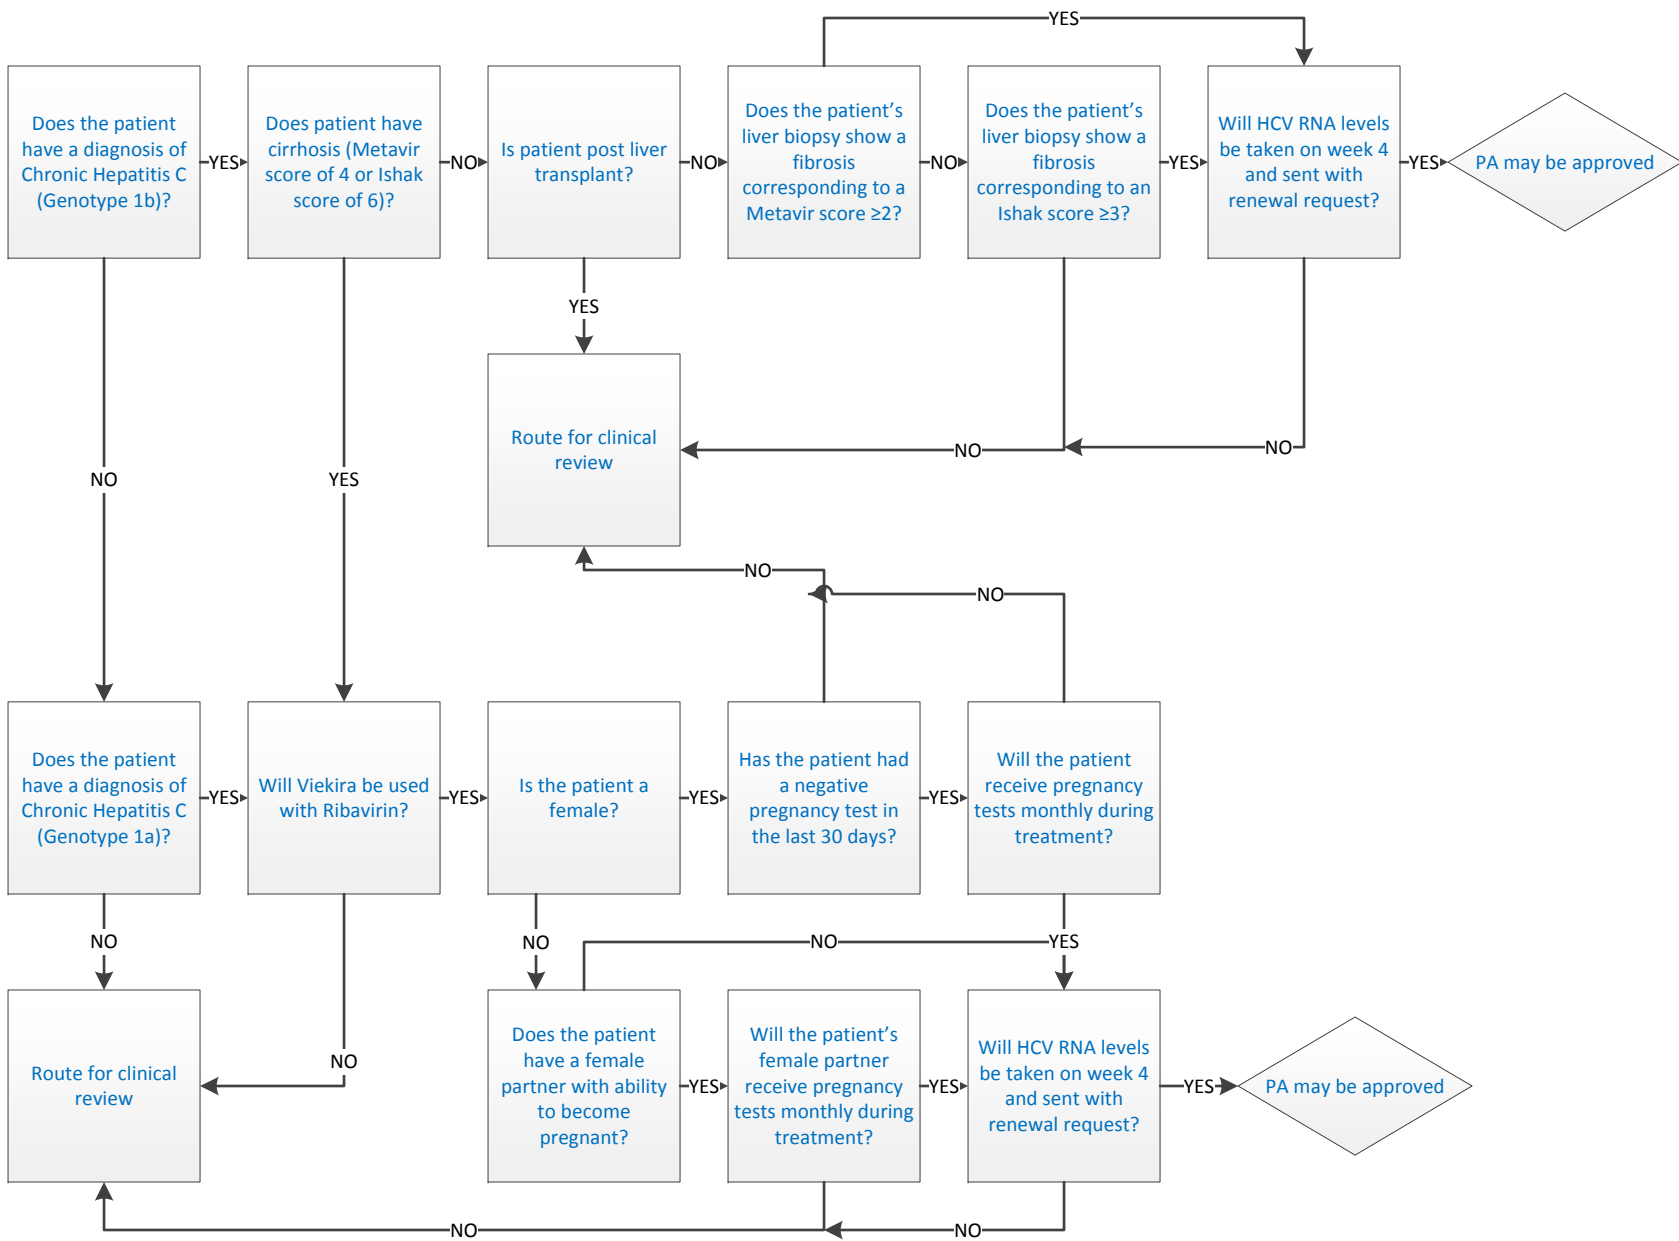 YES
Does the patient
have a diagnosis of
Chronic Hepatitis C
(Genotype 1b)?
YES
Does patient have
cirrhosis (Metavir
score of 4 or Ishak
score of 6)?
NO
Is patient post liver
transplant?
NO
Does the patient’s
liver biopsy show a
fibrosis
corresponding to a
Metavir score ≥2?
NO
Does the patient’s
liver biopsy show a
fibrosis
corresponding to an
Ishak score ≥3?
YES
Will HCV RNA levels
be taken on week 4
and sent with
renewal request?
YES
PA may be approved
YES
Route for clinical
review
NO
NO
NO
YES
NO
NO
Does the patient
have a diagnosis of
Chronic Hepatitis C
(Genotype 1a)?
YES
Will Viekira be used
with Ribavirin?
YES
Is the patient a
female?
YES
Has the patient had
a negative
pregnancy test in
the last 30 days?
YES
Will the patient
receive pregnancy
tests monthly during
treatment?
NO
NO
NO
YES
Route for clinical
review
NO
Does the patient
have a female
partner with ability
to become
pregnant?
YES
Will the patient’s
female partner
receive pregnancy
tests monthly during
treatment?
YES
Will HCV RNA levels
be taken on week 4
and sent with
renewal request?
YES
PA may be approved
NO
NO